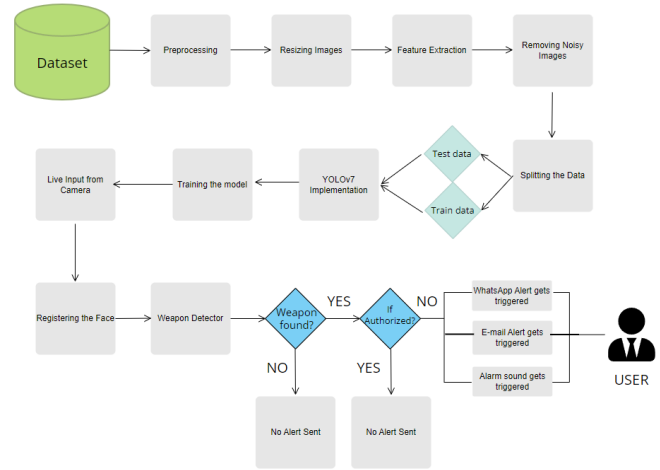 Dataset
Preprocessing
Resizing Images
Feature Extraction
Removing Noisy
Images
Live Input from
Camera
Training the model
YOLOv7
Implementation
Test data
Train data
Splitting the Data
Registering the Face
Weapon Detector
Weapon
found?
YES
NO
If
Authorized?
NO
YES
WhatsApp Alert gets
triggered
E-mail Alert gets
triggered
Alarm sound gets
triggered
USER
No Alert Sent
No Alert Sent